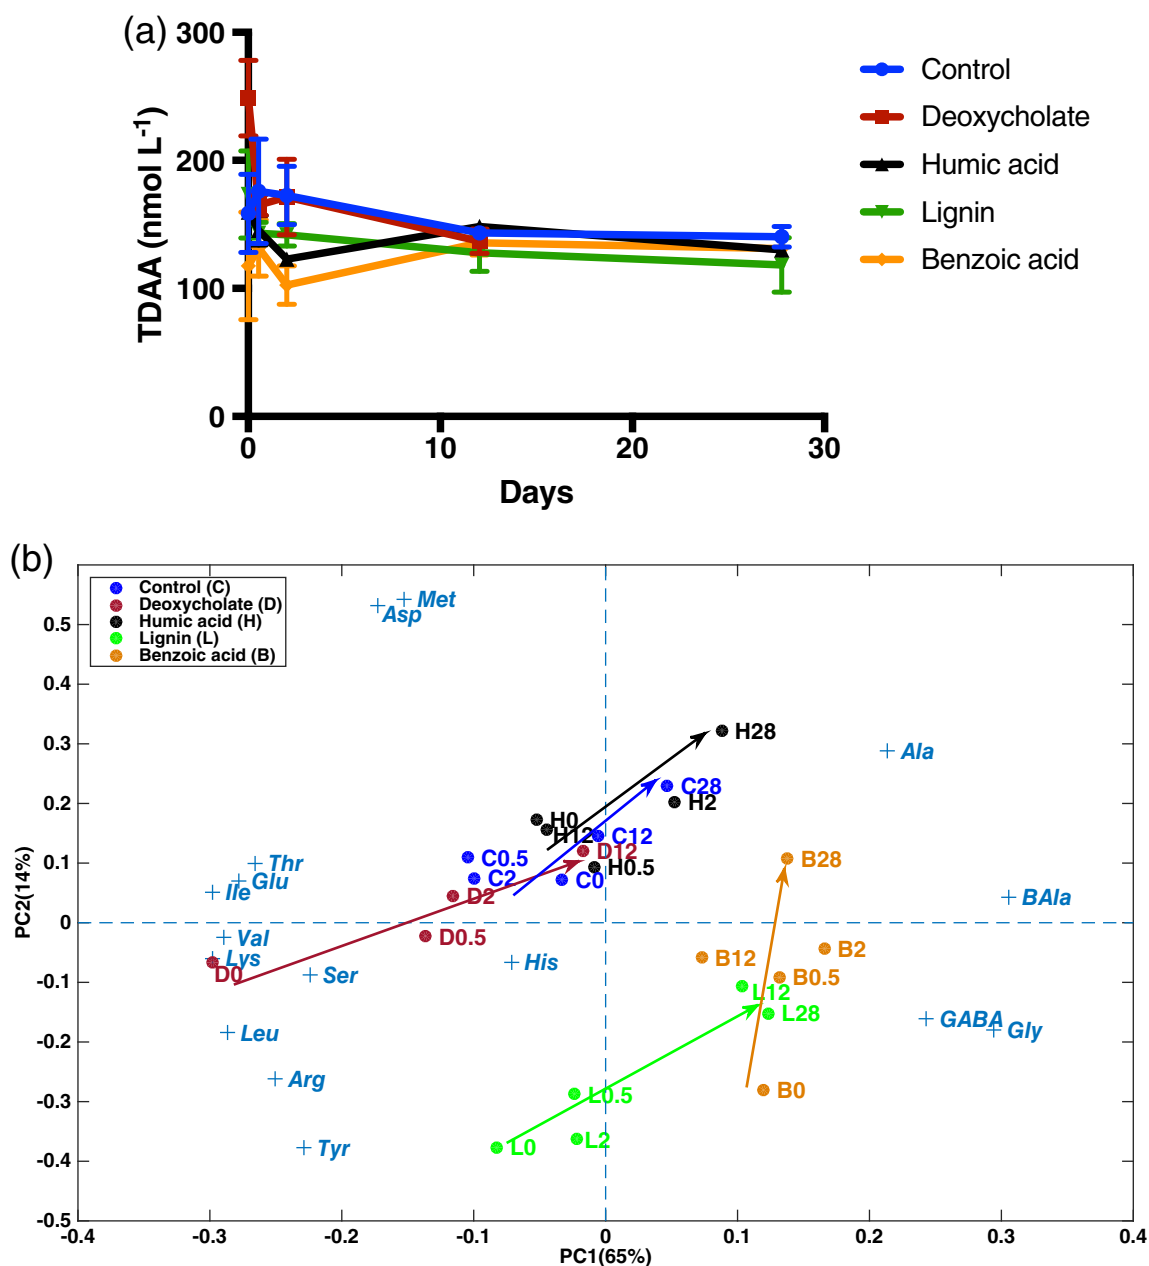 (a)
300
200
100
0
TDAA (nmol L⁻¹)
0 10 20 30
Days
Control
Deoxycholate
Humic acid
Lignin
Benzoic acid
(b)
Control (C)
Deoxycholate (D)
Humic acid (H)
Lignin (L)
Benzoic acid (B)
PC2(14%)
0.5
0.4
0.3
0.2
0.1
0
-0.1
-0.2
-0.3
-0.4
-0.5
Met
Asp
H28
Ala
C28
H2
H0
H12
C12
D12
C0.5
H0.5
C2
C0
B28
Thr
Glu
Ile
D2
BAla
Val
D0.5
Lys
D0
Ser
His
B2
B12
B0.5
L12
L28
GABA
Gly
Leu
Arg
L0.5
B0
L2
L0
Tyr
-0.4 -0.3 -0.2 -0.1 0 0.1 0.2 0.3 0.4
PC1(65%)